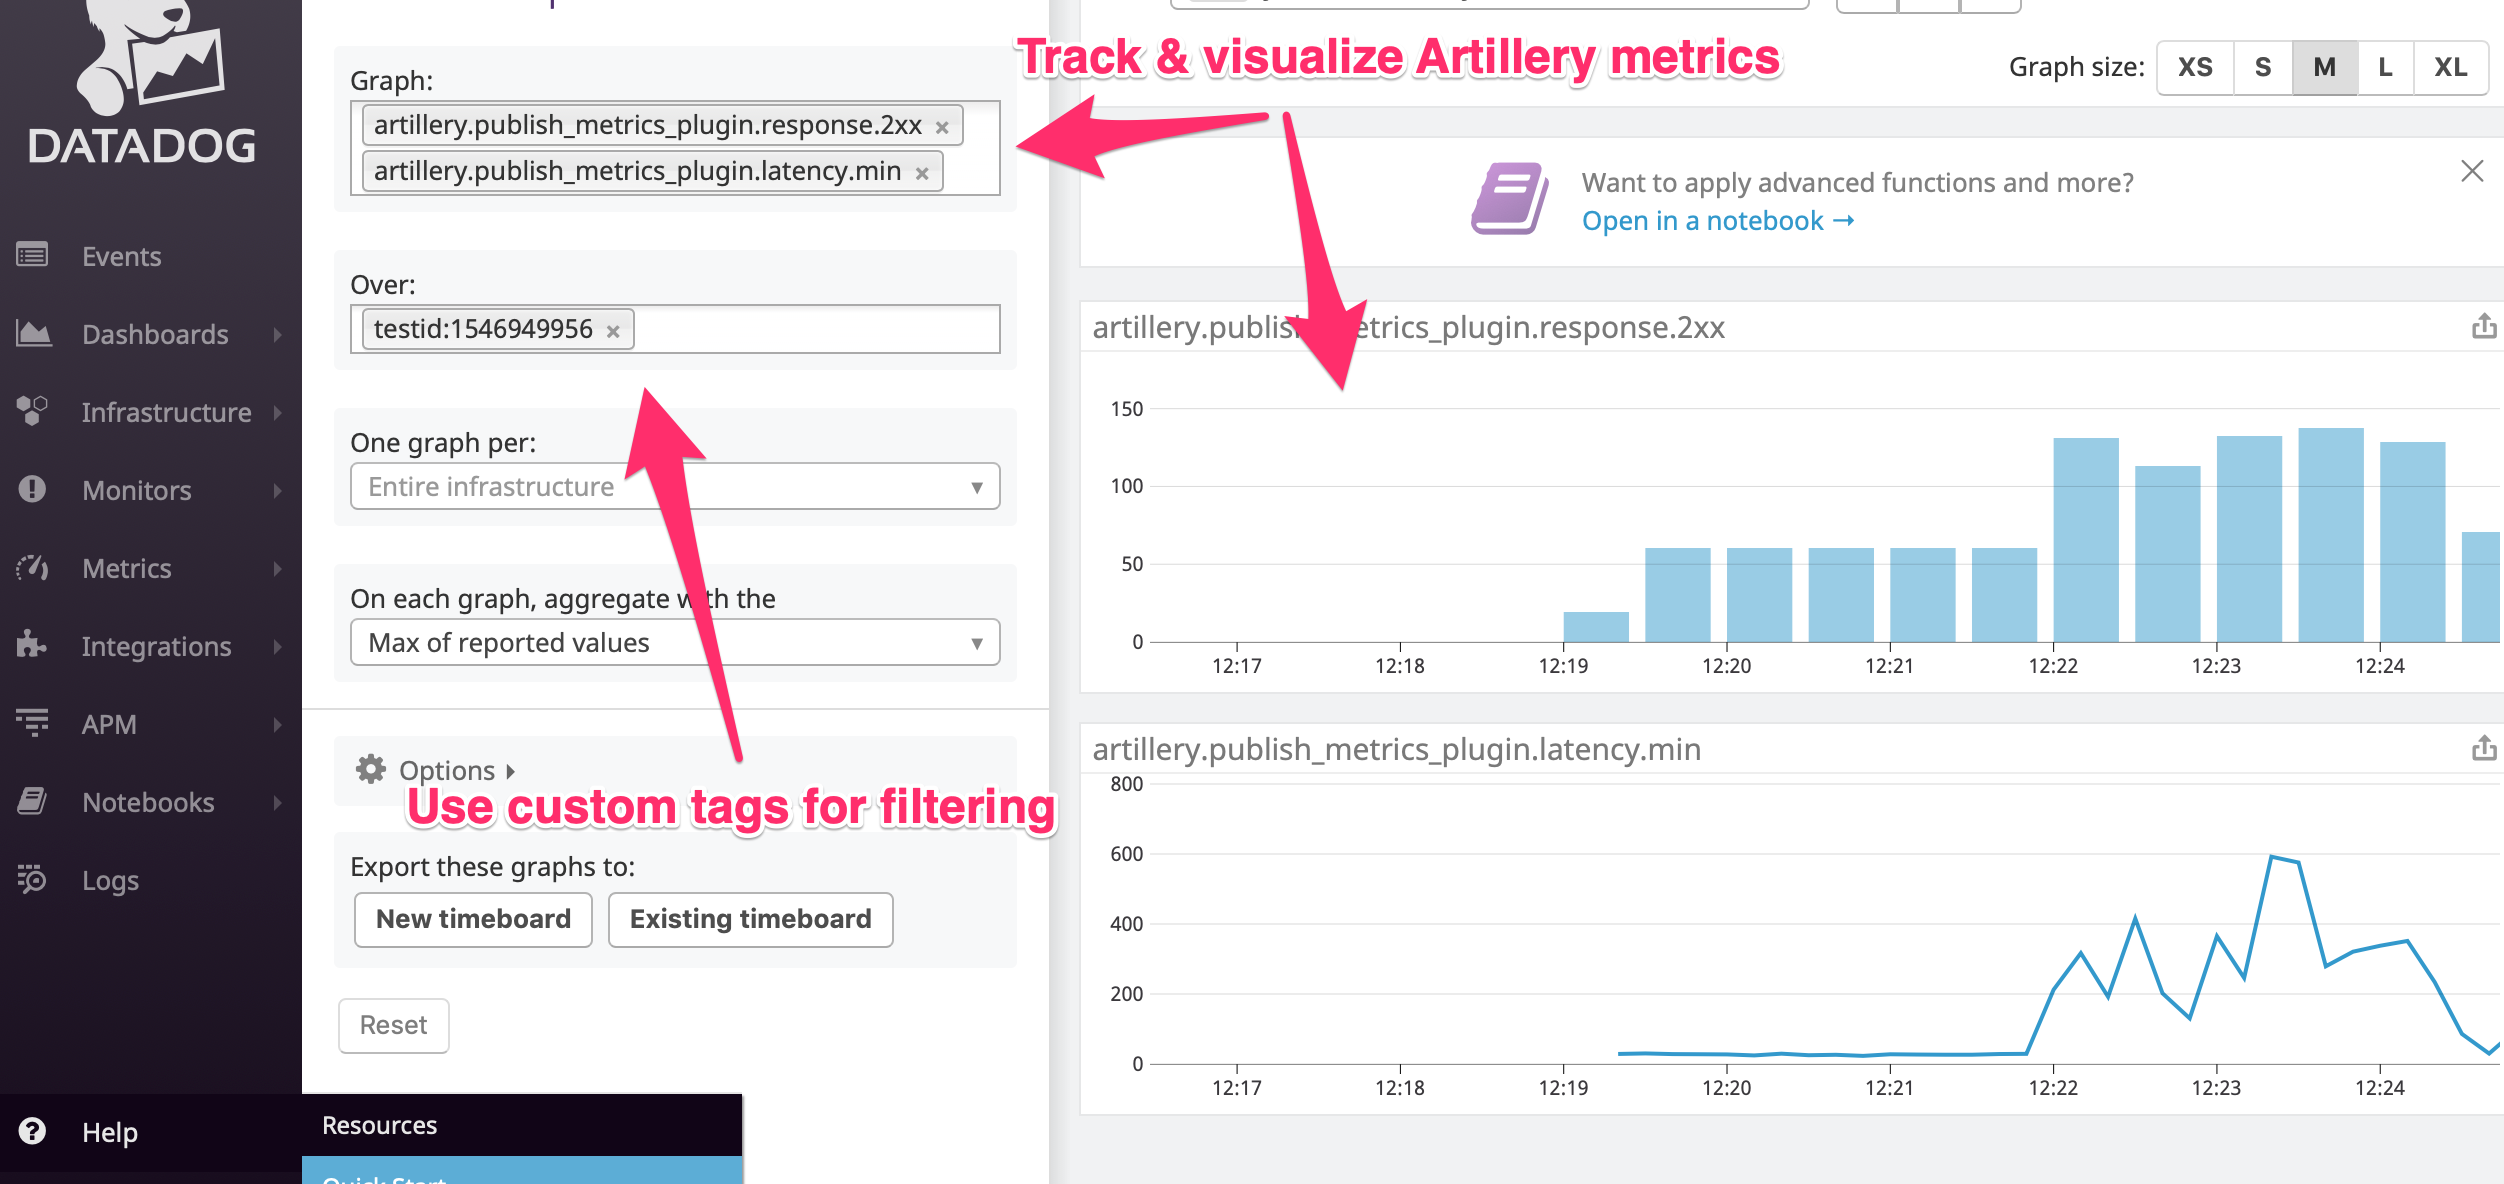 DATADOG
Events
Dashboards
Infrastructure
Monitors
Metrics
Integrations
APM
Notebooks
Logs
Help
Resources
Quick Start
Graph:
artillery.publish_metrics_plugin.response.2xx ×
artillery.publish_metrics_plugin.latency.min ×
Over:
testid:1546949956 ×
One graph per:
Entire infrastructure
On each graph, aggregate with the
Max of reported values
Options
Use custom tags for filtering
Export these graphs to:
New timeboard Existing timeboard
Reset
Track & visualize Artillery metrics
Graph size: XS S M L XL
Want to apply advanced functions and more?
Open in a notebook →
artillery.publish_metrics_plugin.response.2xx
150
100
50
0
12:17 12:18 12:19 12:20 12:21 12:22 12:23 12:24
artillery.publish_metrics_plugin.latency.min
800
600
400
200
0
12:17 12:18 12:19 12:20 12:21 12:22 12:23 12:24